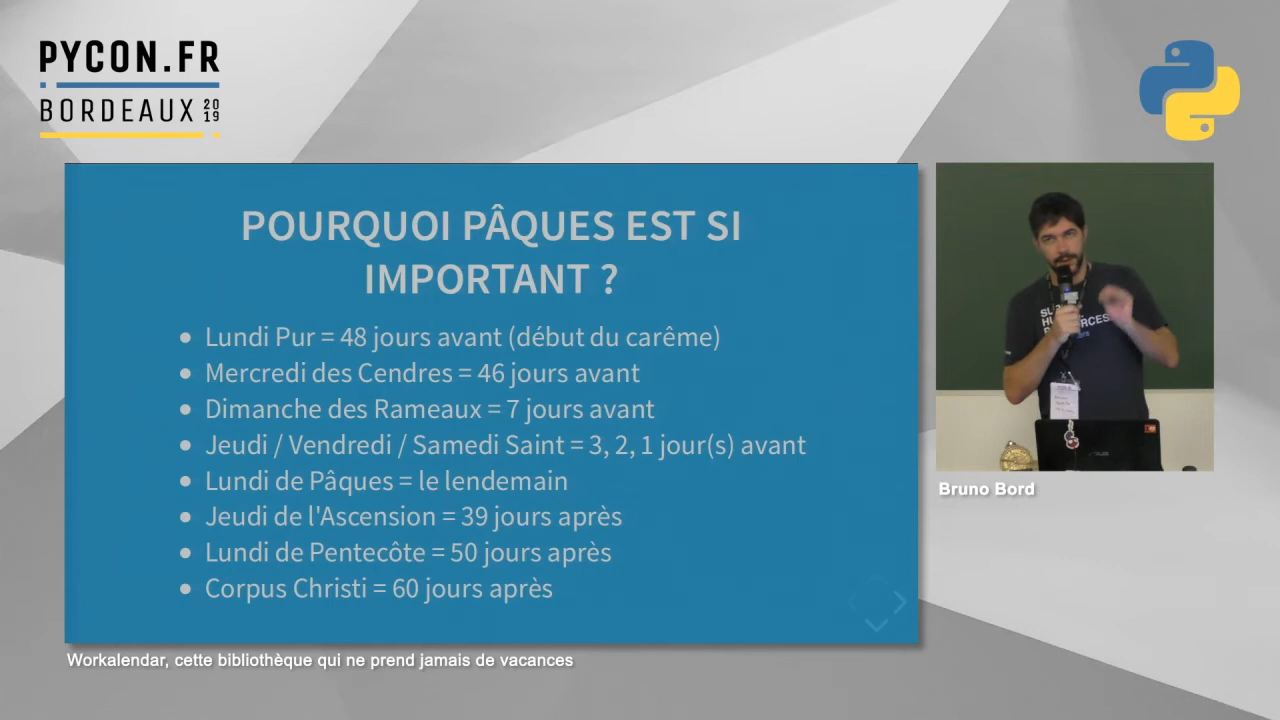 PYCON.FR
BORDEAUX 2019
POURQUOI PÂQUES EST SI
IMPORTANT ?
Lundi Pur = 48 jours avant (début du carême)
Mercredi des Cendres = 46 jours avant
Dimanche des Rameaux = 7 jours avant
Jeudi / Vendredi / Samedi Saint = 3, 2, 1 jour(s) avant
Lundi de Pâques = le lendemain
Jeudi de l'Ascension = 39 jours après
Lundi de Pentecôte = 50 jours après
Corpus Christi = 60 jours après
Bruno Bord
Workalendar, cette bibliothèque qui ne prend jamais de vacances